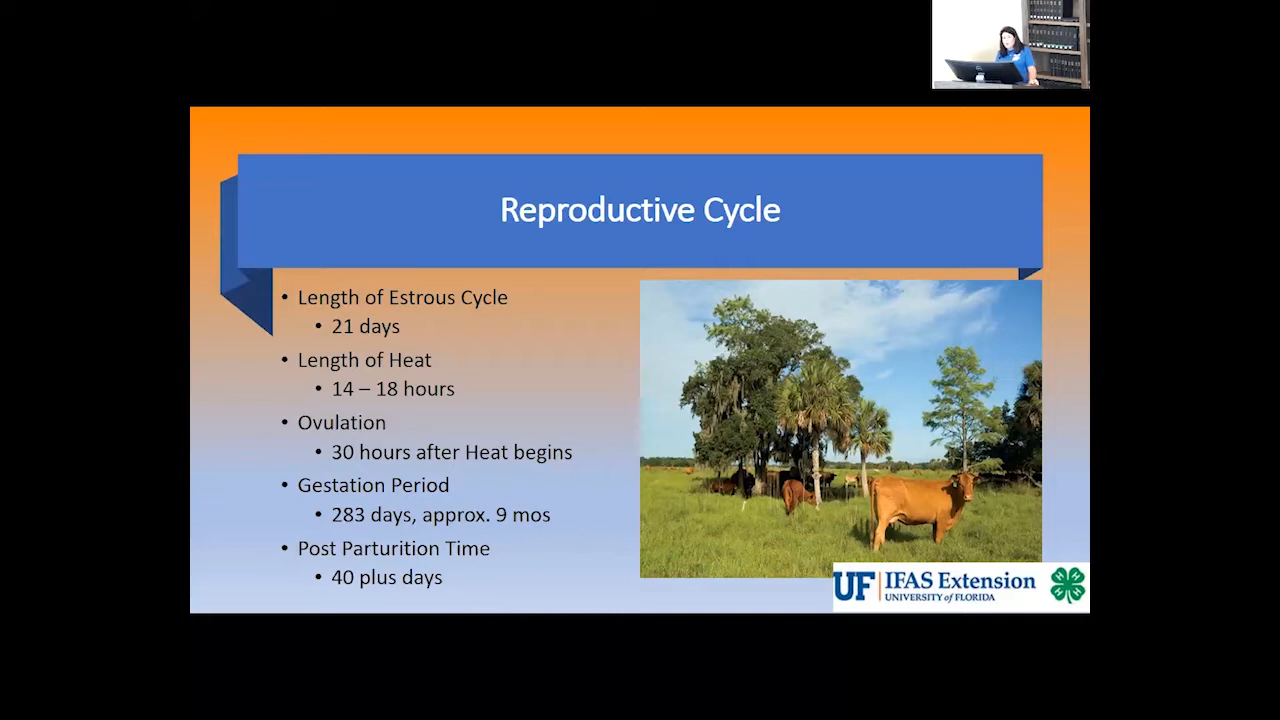 Reproductive Cycle
• Length of Estrous Cycle
• 21 days
• Length of Heat
• 14 – 18 hours
• Ovulation
• 30 hours after Heat begins
• Gestation Period
• 283 days, approx. 9 mos
• Post Parturition Time
• 40 plus days
UF IFAS Extension
UNIVERSITY of FLORIDA
H H H H